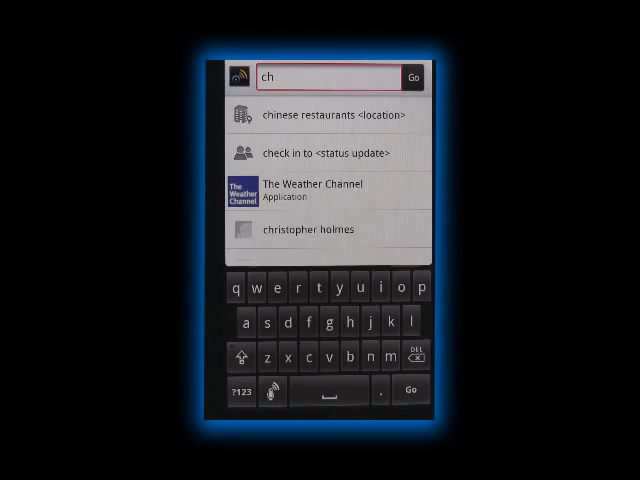 ch
Go
chinese restaurants <location>
check in to <status update>
The Weather Channel
The Weather Channel
Application
christopher holmes
q w e r t y u i o p
a s d f g h j k l
z x c v b n m DEL
?123 . Go